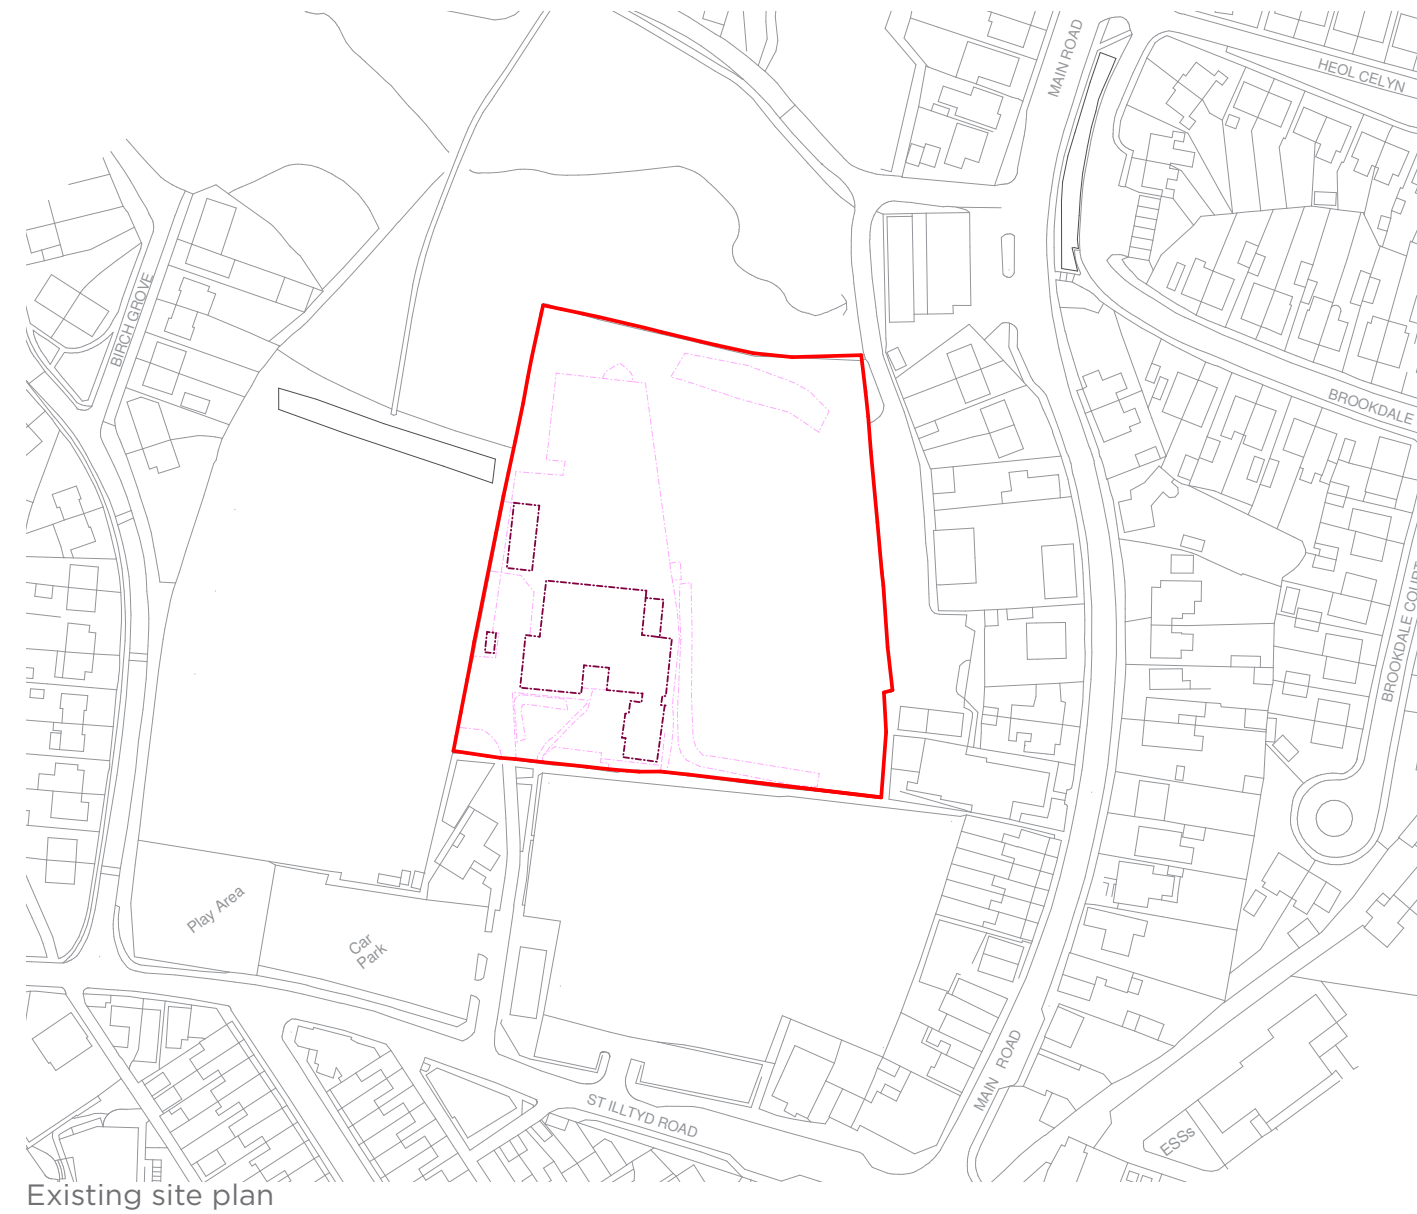 MAIN ROAD
HEOL CELYN
BIRCH GROVE
BROOKDALE
BROOKDALE COURT
Play Area
Car
Park
MAIN ROAD
ST ILLTYD ROAD
ESSs
Existing site plan